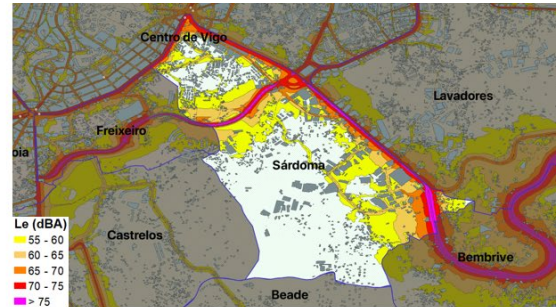 Centro de Vigo
Lavadores
Freixeiro
oia
Sárdoma
Castrelos
Bembrive
Beade
Le (dBA)
55 - 60
60 - 65
65 - 70
70 - 75
> 75